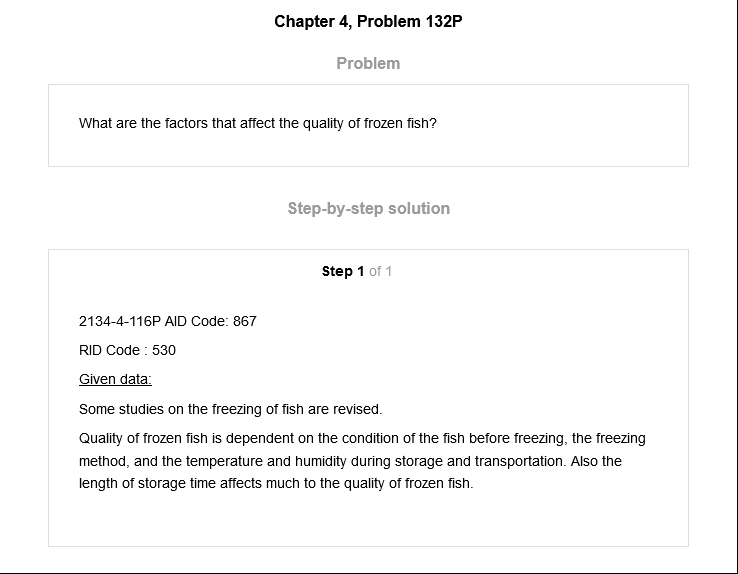 Chapter 4, Problem 132P
Problem
What are the factors that affect the quality of frozen fish?
Step-by-step solution
Step 1 of 1
2134-4-116P AID Code: 867
RID Code : 530
Given data:
Some studies on the freezing of fish are revised.
Quality of frozen fish is dependent on the condition of the fish before freezing, the freezing
method, and the temperature and humidity during storage and transportation. Also the
length of storage time affects much to the quality of frozen fish.